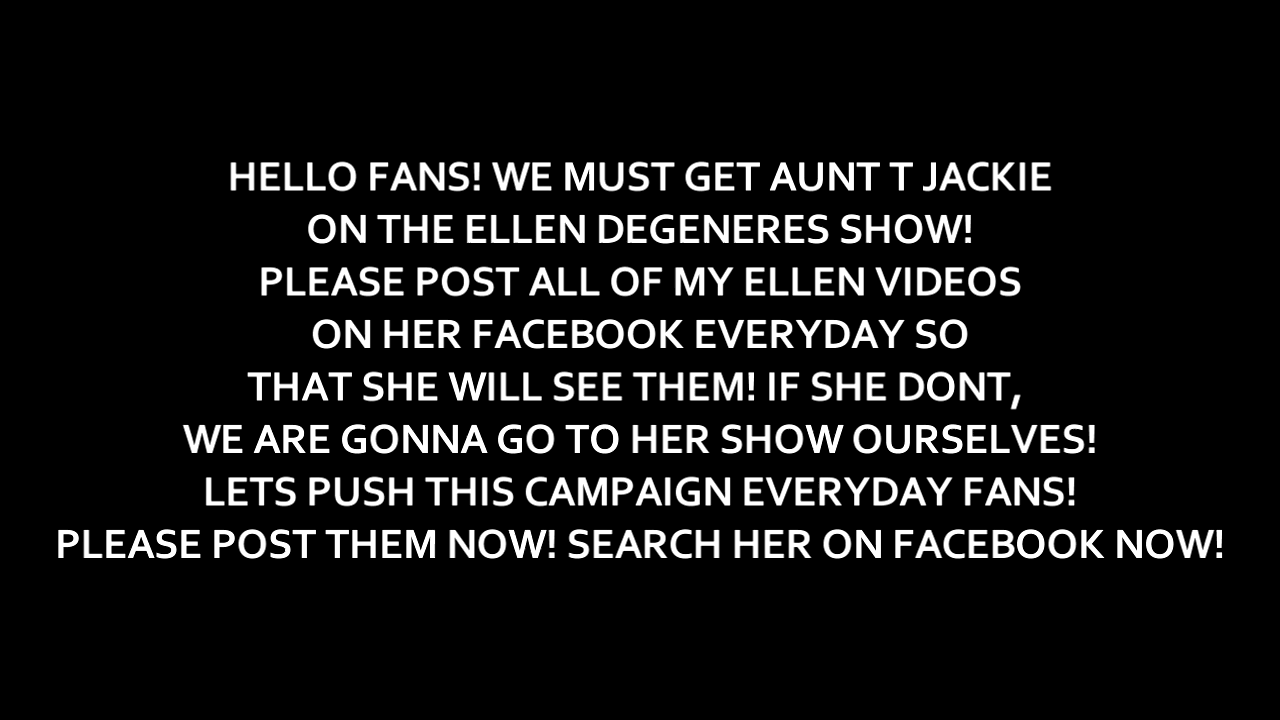 HELLO FANS! WE MUST GET AUNT T JACKIE
ON THE ELLEN DEGENERES SHOW!
PLEASE POST ALL OF MY ELLEN VIDEOS
ON HER FACEBOOK EVERYDAY SO
THAT SHE WILL SEE THEM! IF SHE DONT,
WE ARE GONNA GO TO HER SHOW OURSELVES!
LETS PUSH THIS CAMPAIGN EVERYDAY FANS!
PLEASE POST THEM NOW! SEARCH HER ON FACEBOOK NOW!